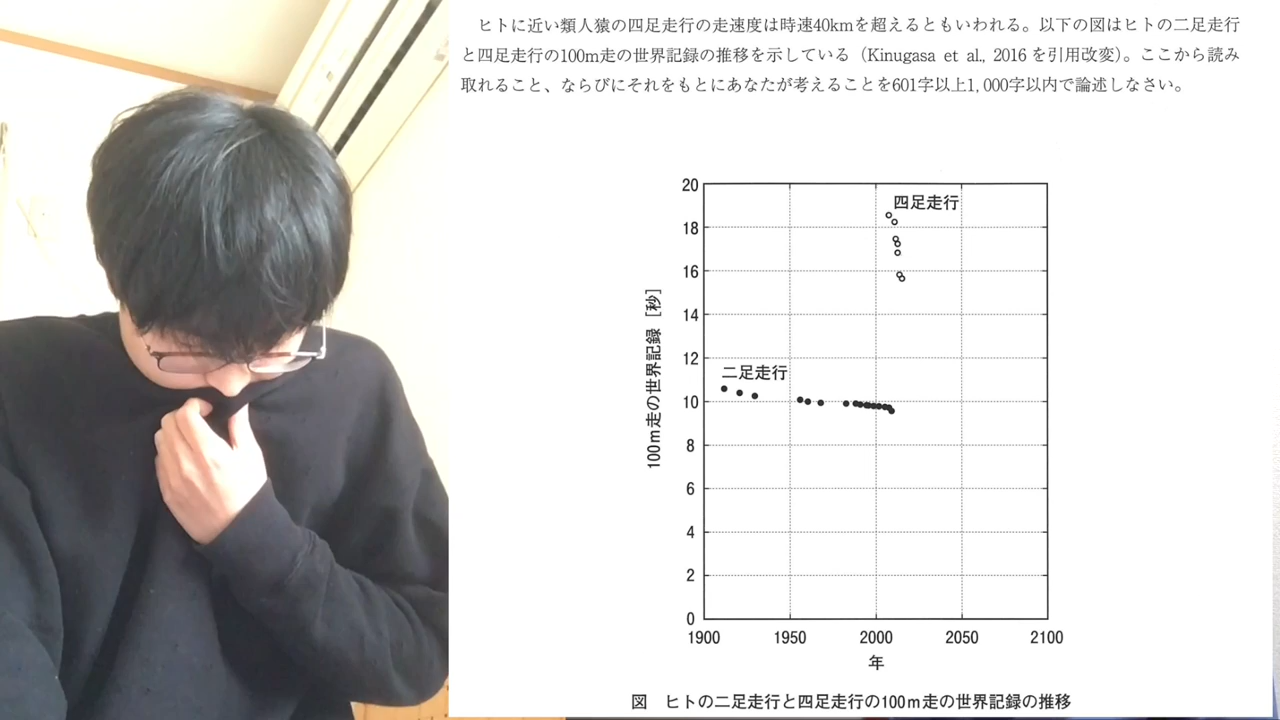 ヒトに近い類人猿の四足走行の走速度は時速40kmを超えるともいわれる。以下の図はヒトの二足走行
と四足走行の100m走の世界記録の推移を示している（Kinugasa et al., 2016 を引用改変）。ここから読み
取れること、ならびにそれをもとにあなたが考えることを601字以上1,000字以内で論述しなさい。
20
四足走行
18
16
14
12
二足走行
10
8
6
4
2
0
100m走の世界記録［秒］
1900 1950 2000 2050 2100
年
図　ヒトの二足走行と四足走行の100m走の世界記録の推移